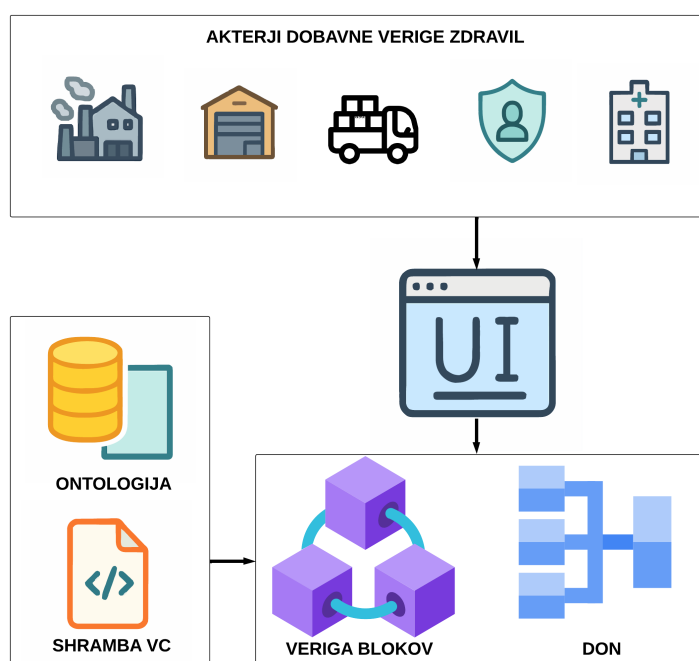 AKTERJI DOBAVNE VERIGE ZDRAVIL
UI
ONTOLOGIJA
</>
SHRAMBA VC
VERIGA BLOKOV
DON